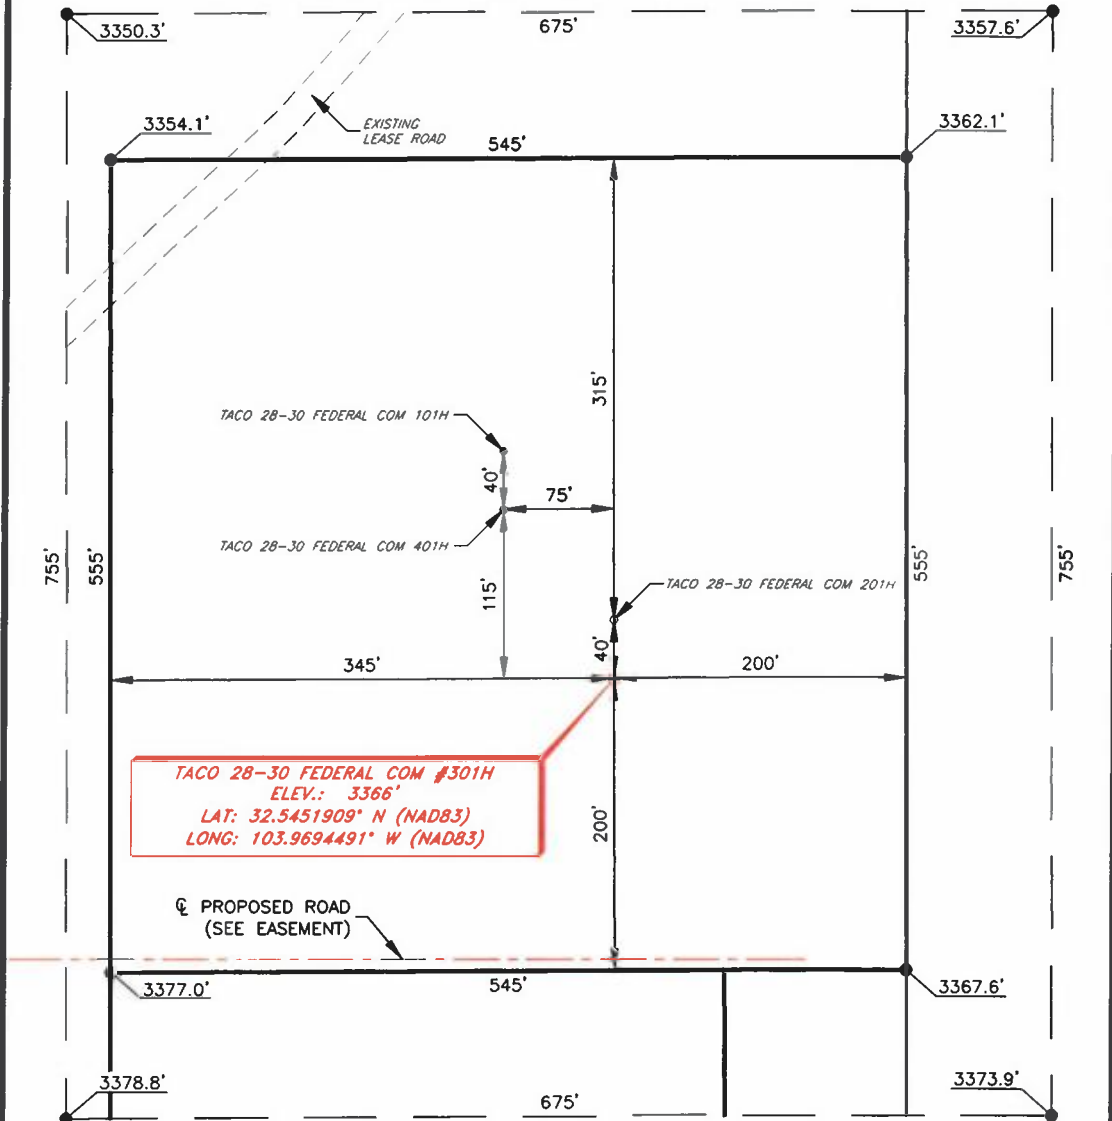 675'
3350.3'
3357.6'
EXISTING
LEASE ROAD
3354.1'
3362.1'
545'
315'
TACO 28-30 FEDERAL COM 101H
40'
75'
TACO 28-30 FEDERAL COM 401H
755'
555'
555'
755'
115'
TACO 28-30 FEDERAL COM 201H
40'
345'
200'
TACO 28-30 FEDERAL COM #301H
ELEV.: 3366'
LAT: 32.5451909° N (NAD83)
LONG: 103.9694491° W (NAD83)
200'
℄ PROPOSED ROAD
(SEE EASEMENT)
545'
3377.0'
3367.6'
3378.8'
3373.9'
675'